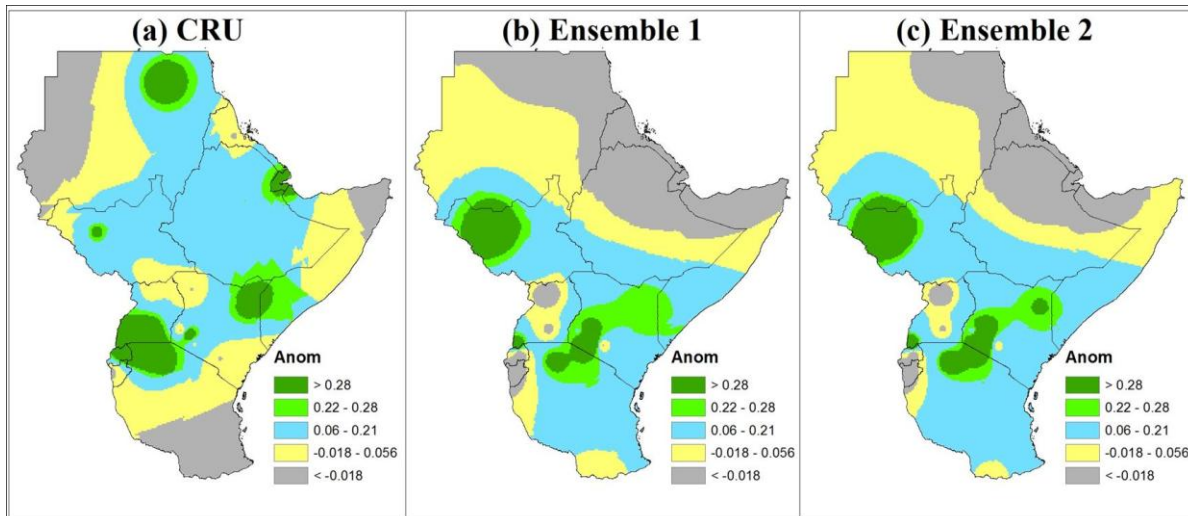 (a) CRU
(b) Ensemble 1
(c) Ensemble 2
Anom
> 0.28
0.22 - 0.28
0.06 - 0.21
-0.018 - 0.056
< -0.018
Anom
> 0.28
0.22 - 0.28
0.06 - 0.21
-0.018 - 0.056
< -0.018
Anom
> 0.28
0.22 - 0.28
0.06 - 0.21
-0.018 - 0.056
< -0.018